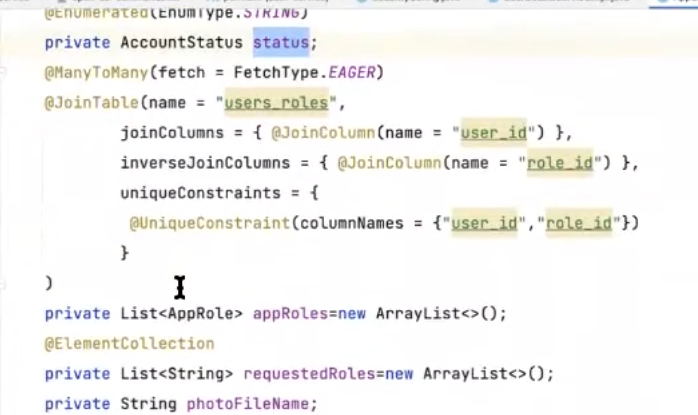 @Enumerated(EnumType.STRING)
private AccountStatus status;
@ManyToMany(fetch = FetchType.EAGER)
@JoinTable(name = "users_roles",
joinColumns = { @JoinColumn(name = "user_id") },
inverseJoinColumns = { @JoinColumn(name = "role_id") },
uniqueConstraints = {
@UniqueConstraint(columnNames = {"user_id","role_id"})
}
)
private List<AppRole> appRoles=new ArrayList<>();
@ElementCollection
private List<String> requestedRoles=new ArrayList<>();
private String photoFileName;